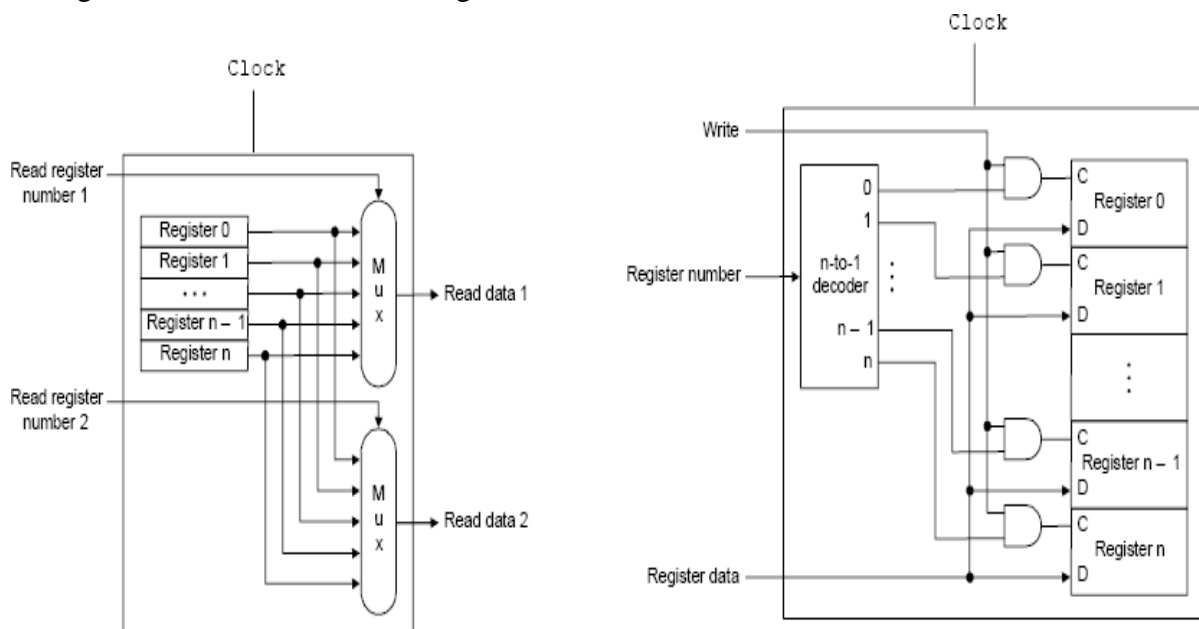 Clock
Read register
number 1
Register 0
Register 1
...
Register n – 1
Register n
M
u
x
Read data 1
Read register
number 2
M
u
x
Read data 2
Clock
Write
Register number
n-to-1
decoder
0
1
n – 1
n
C
Register 0
D
C
Register 1
D
C
Register n – 1
D
C
Register n
D
Register data